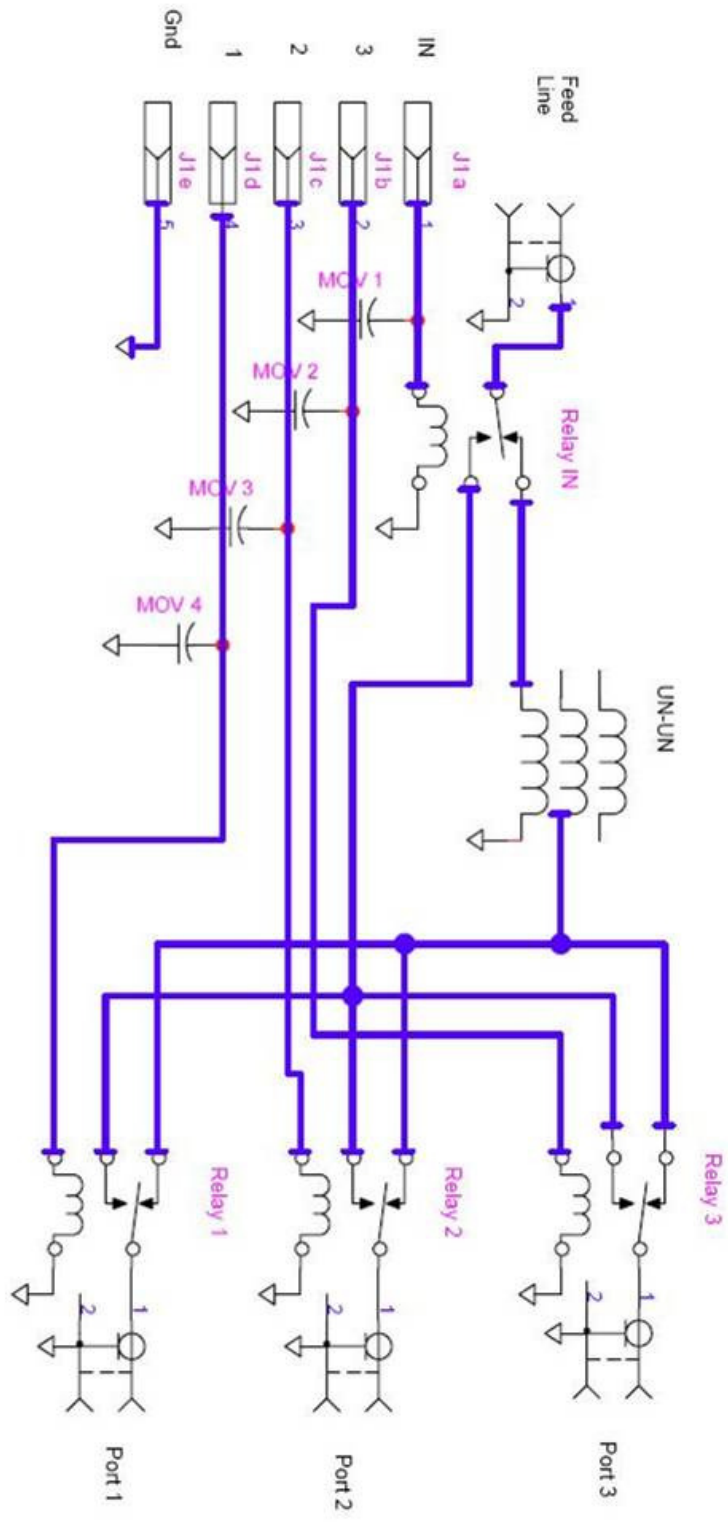 Gnd
1
2
3
IN
Feed
Line
J1e
J1d
J1c
J1b
J1a
5
4
3
2
1
2
1
MOV 1
MOV 2
MOV 3
MOV 4
Relay IN
UN-UN
Relay 1
Relay 2
Relay 3
2
1
2
1
2
1
Port 1
Port 2
Port 3